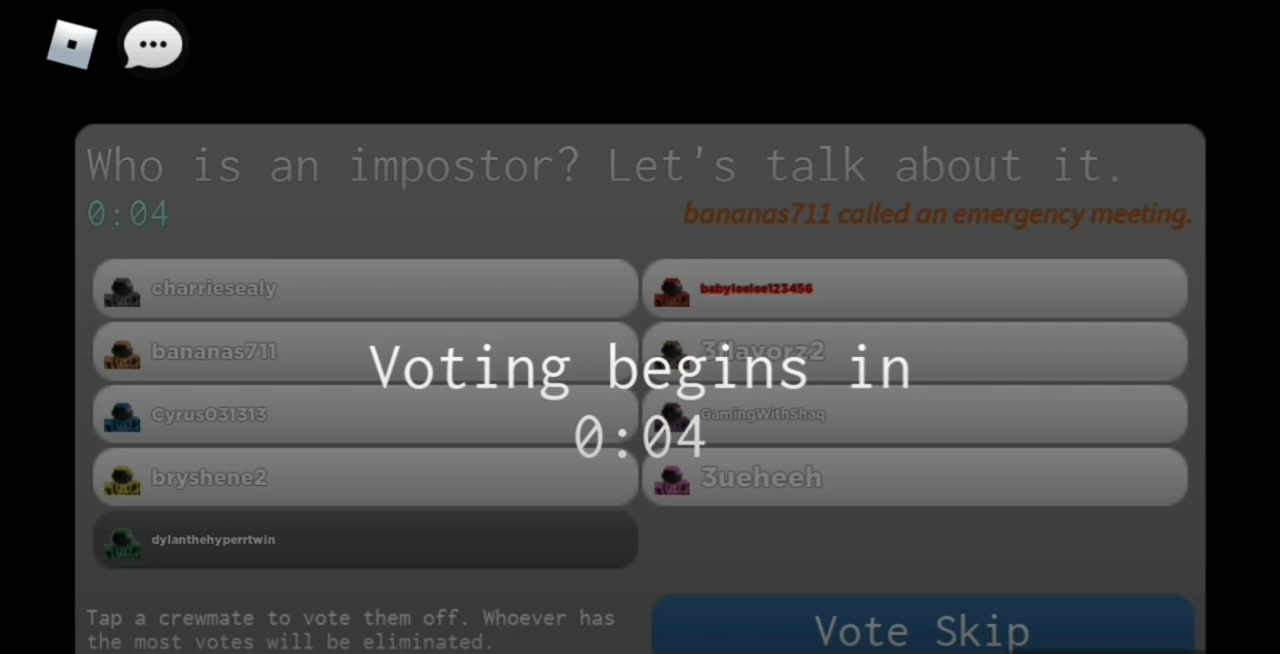 Who is an impostor? Let's talk about it.
0:04
bananas711 called an emergency meeting.
charriesealy
babyleelee123456
bananas711
3flavorz2
Voting begins in
0:04
Cyrus031313
GamingWithShaq
bryshene2
3ueheeh
dylanthehyperrtwin
Tap a crewmate to vote them off. Whoever has
the most votes will be eliminated.
Vote Skip